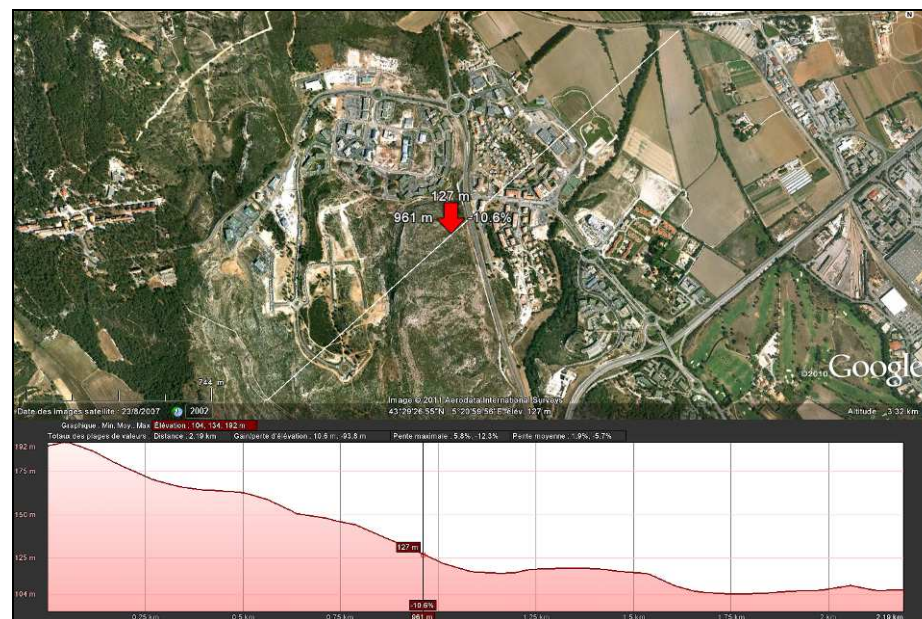 N
127 m
961 m -10.6%
744 m
©2010 Google
Image © 2011 Aerodata International Surveys
Date des images satellite : 23/8/2007 2002 43°29'26.55"N 5°20'59.56"E élév. 127 m Altitude 3.32 km
Graphique : Min, Moy., Max Élévation : 104, 134, 192 m
Totaux des plages de valeurs : Distance : 2,19 km Gain/perte d'élévation : 10,6 m, -93,8 m Pente maximale : 5,8%, -12,3% Pente moyenne : 1,9%, -5,7%
192 m
175 m
150 m
127 m
125 m
104 m
-10.6%
0.25 km 0.5 km 0.75 km 961 m 1.25 km 1.5 km 1.75 km 2 km 2.19 km